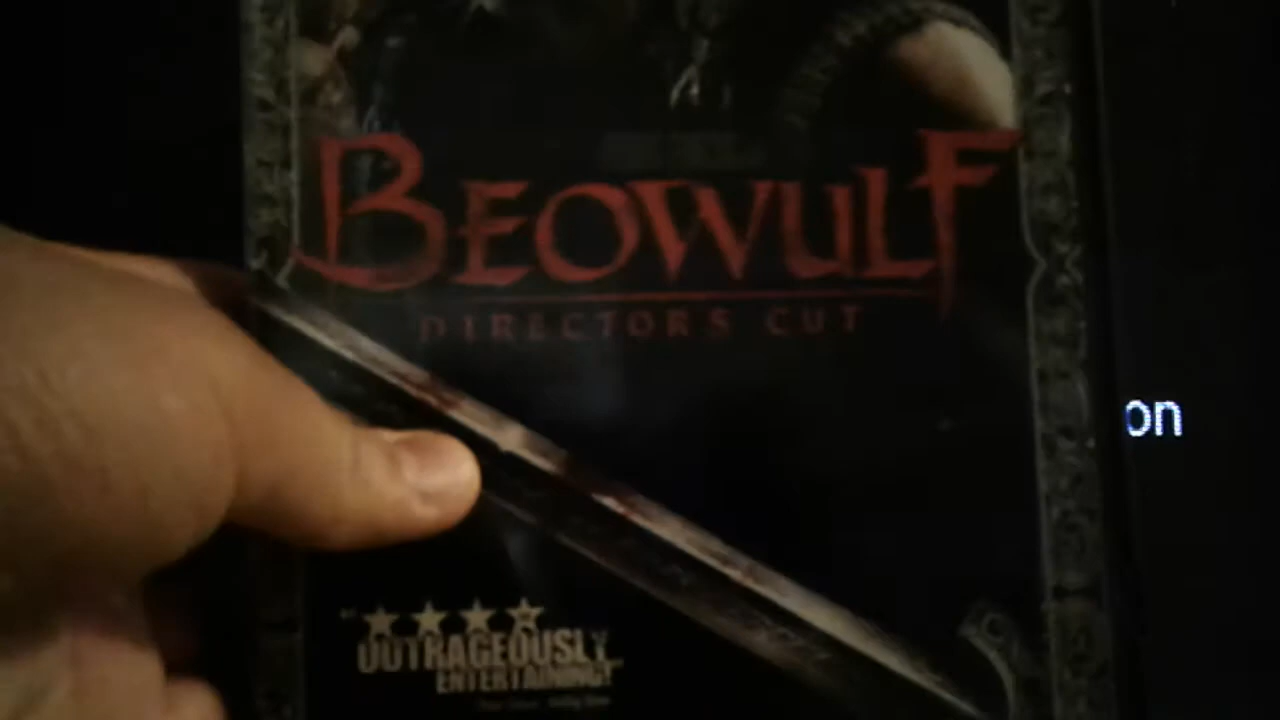 BEOWULF
DIRECTORS CUT
on
OUTRAGEOUSLY
ENTERTAINING!